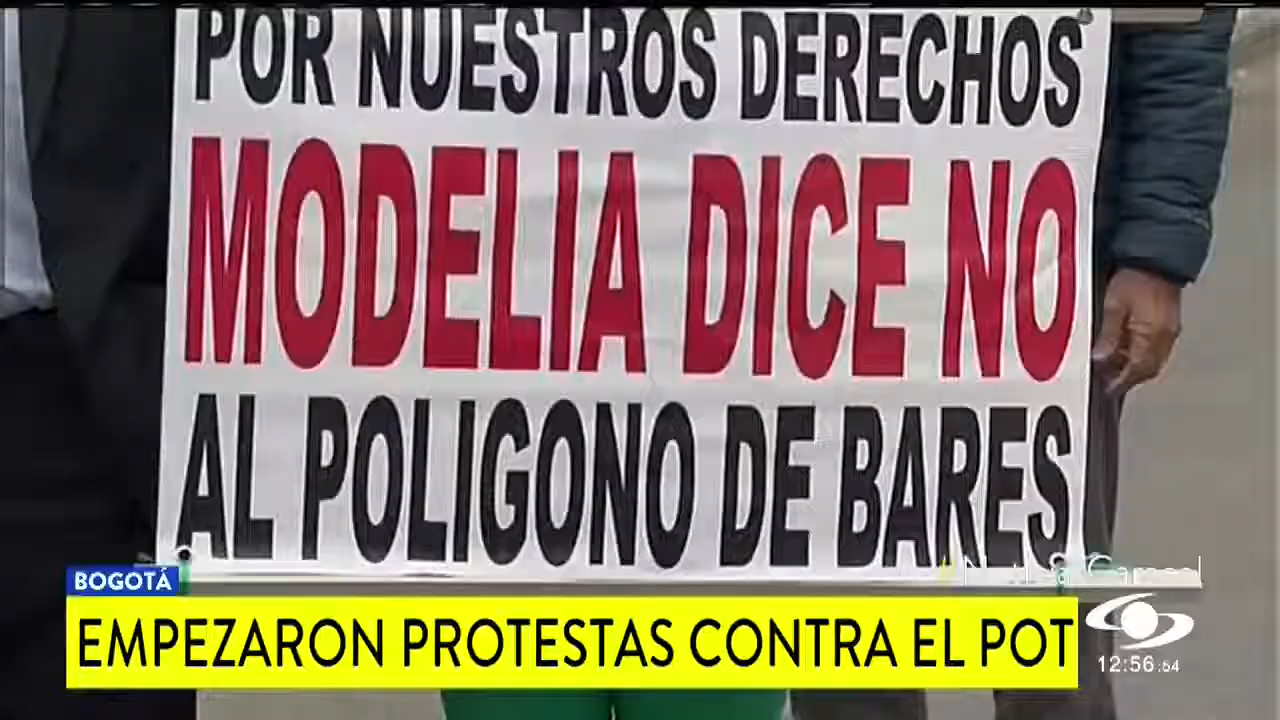 POR NUESTROS DERECHOS
MODELIA DICE NO
AL POLIGONO DE BARES
BOGOTÁ
EMPEZARON PROTESTAS CONTRA EL POT
12:56:54